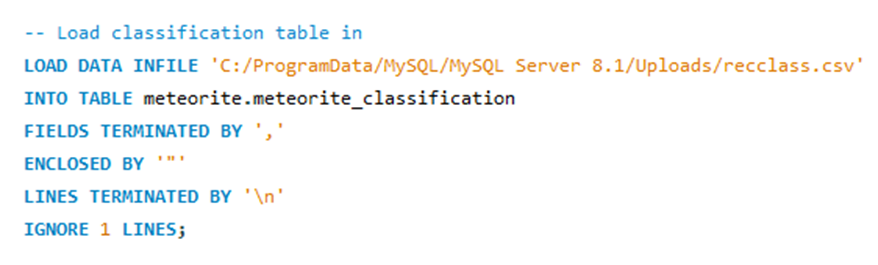 -- Load classification table in
LOAD DATA INFILE 'C:/ProgramData/MySQL/MySQL Server 8.1/Uploads/recclass.csv'
INTO TABLE meteorite.meteorite_classification
FIELDS TERMINATED BY ','
ENCLOSED BY '"'
LINES TERMINATED BY '\n'
IGNORE 1 LINES;